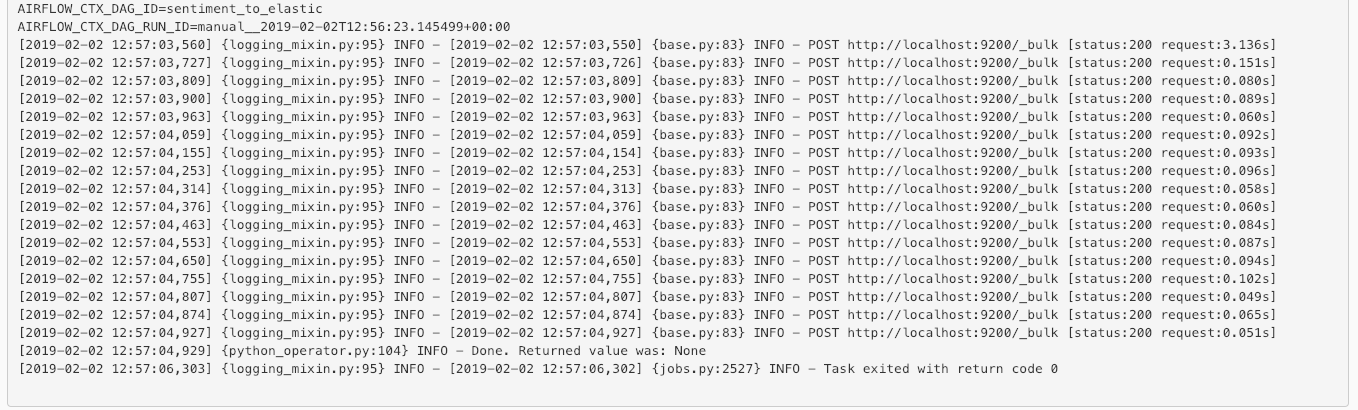 AIRFLOW_CTX_DAG_ID=sentiment_to_elastic
AIRFLOW_CTX_DAG_RUN_ID=manual__2019-02-02T12:56:23.145499+00:00
[2019-02-02 12:57:03,560] {logging_mixin.py:95} INFO - [2019-02-02 12:57:03,550] {base.py:83} INFO - POST http://localhost:9200/_bulk [status:200 request:3.136s]
[2019-02-02 12:57:03,727] {logging_mixin.py:95} INFO - [2019-02-02 12:57:03,726] {base.py:83} INFO - POST http://localhost:9200/_bulk [status:200 request:0.151s]
[2019-02-02 12:57:03,809] {logging_mixin.py:95} INFO - [2019-02-02 12:57:03,809] {base.py:83} INFO - POST http://localhost:9200/_bulk [status:200 request:0.080s]
[2019-02-02 12:57:03,900] {logging_mixin.py:95} INFO - [2019-02-02 12:57:03,900] {base.py:83} INFO - POST http://localhost:9200/_bulk [status:200 request:0.089s]
[2019-02-02 12:57:03,963] {logging_mixin.py:95} INFO - [2019-02-02 12:57:03,963] {base.py:83} INFO - POST http://localhost:9200/_bulk [status:200 request:0.060s]
[2019-02-02 12:57:04,059] {logging_mixin.py:95} INFO - [2019-02-02 12:57:04,059] {base.py:83} INFO - POST http://localhost:9200/_bulk [status:200 request:0.092s]
[2019-02-02 12:57:04,155] {logging_mixin.py:95} INFO - [2019-02-02 12:57:04,154] {base.py:83} INFO - POST http://localhost:9200/_bulk [status:200 request:0.093s]
[2019-02-02 12:57:04,253] {logging_mixin.py:95} INFO - [2019-02-02 12:57:04,253] {base.py:83} INFO - POST http://localhost:9200/_bulk [status:200 request:0.096s]
[2019-02-02 12:57:04,314] {logging_mixin.py:95} INFO - [2019-02-02 12:57:04,313] {base.py:83} INFO - POST http://localhost:9200/_bulk [status:200 request:0.058s]
[2019-02-02 12:57:04,376] {logging_mixin.py:95} INFO - [2019-02-02 12:57:04,376] {base.py:83} INFO - POST http://localhost:9200/_bulk [status:200 request:0.060s]
[2019-02-02 12:57:04,463] {logging_mixin.py:95} INFO - [2019-02-02 12:57:04,463] {base.py:83} INFO - POST http://localhost:9200/_bulk [status:200 request:0.084s]
[2019-02-02 12:57:04,553] {logging_mixin.py:95} INFO - [2019-02-02 12:57:04,553] {base.py:83} INFO - POST http://localhost:9200/_bulk [status:200 request:0.087s]
[2019-02-02 12:57:04,650] {logging_mixin.py:95} INFO - [2019-02-02 12:57:04,650] {base.py:83} INFO - POST http://localhost:9200/_bulk [status:200 request:0.094s]
[2019-02-02 12:57:04,755] {logging_mixin.py:95} INFO - [2019-02-02 12:57:04,755] {base.py:83} INFO - POST http://localhost:9200/_bulk [status:200 request:0.102s]
[2019-02-02 12:57:04,807] {logging_mixin.py:95} INFO - [2019-02-02 12:57:04,807] {base.py:83} INFO - POST http://localhost:9200/_bulk [status:200 request:0.049s]
[2019-02-02 12:57:04,874] {logging_mixin.py:95} INFO - [2019-02-02 12:57:04,874] {base.py:83} INFO - POST http://localhost:9200/_bulk [status:200 request:0.065s]
[2019-02-02 12:57:04,927] {logging_mixin.py:95} INFO - [2019-02-02 12:57:04,927] {base.py:83} INFO - POST http://localhost:9200/_bulk [status:200 request:0.051s]
[2019-02-02 12:57:04,929] {python_operator.py:104} INFO - Done. Returned value was: None
[2019-02-02 12:57:06,303] {logging_mixin.py:95} INFO - [2019-02-02 12:57:06,302] {jobs.py:2527} INFO - Task exited with return code 0